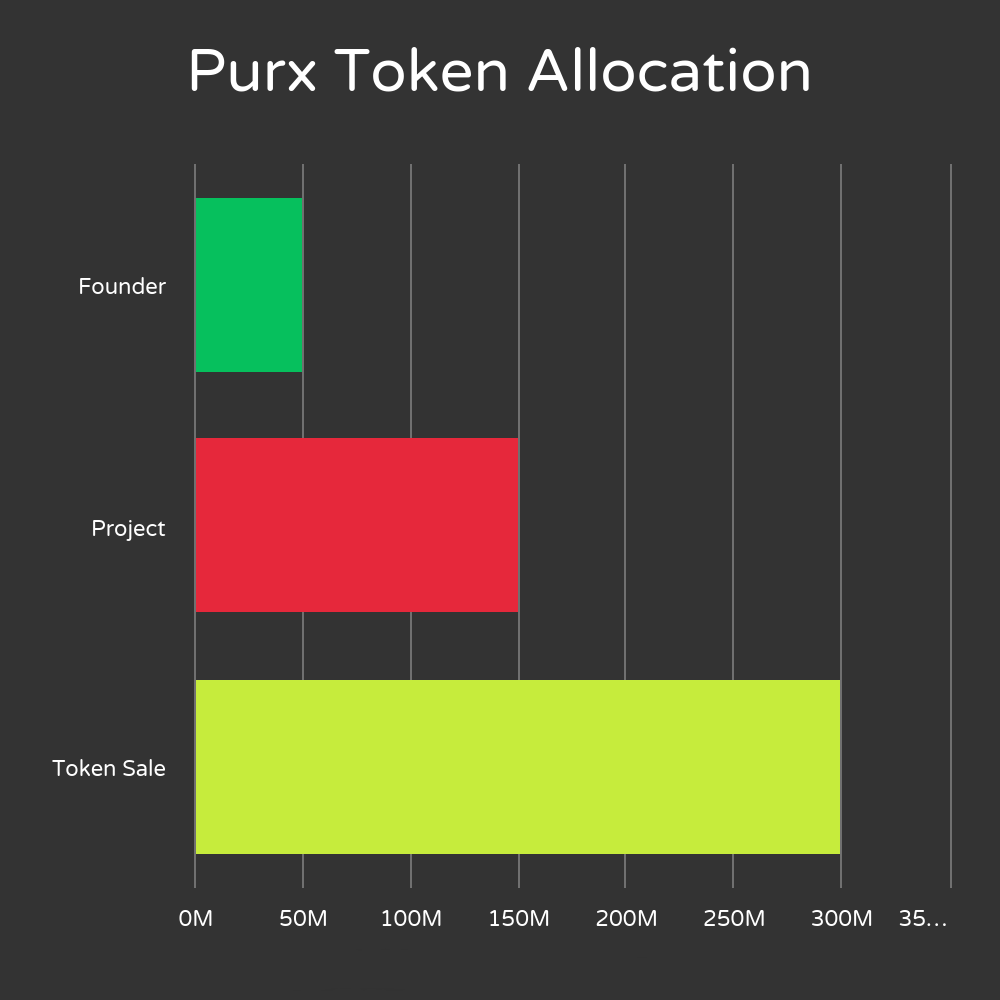 Purx Token Allocation
Founder
Project
Token Sale
0M 50M 100M 150M 200M 250M 300M 35...